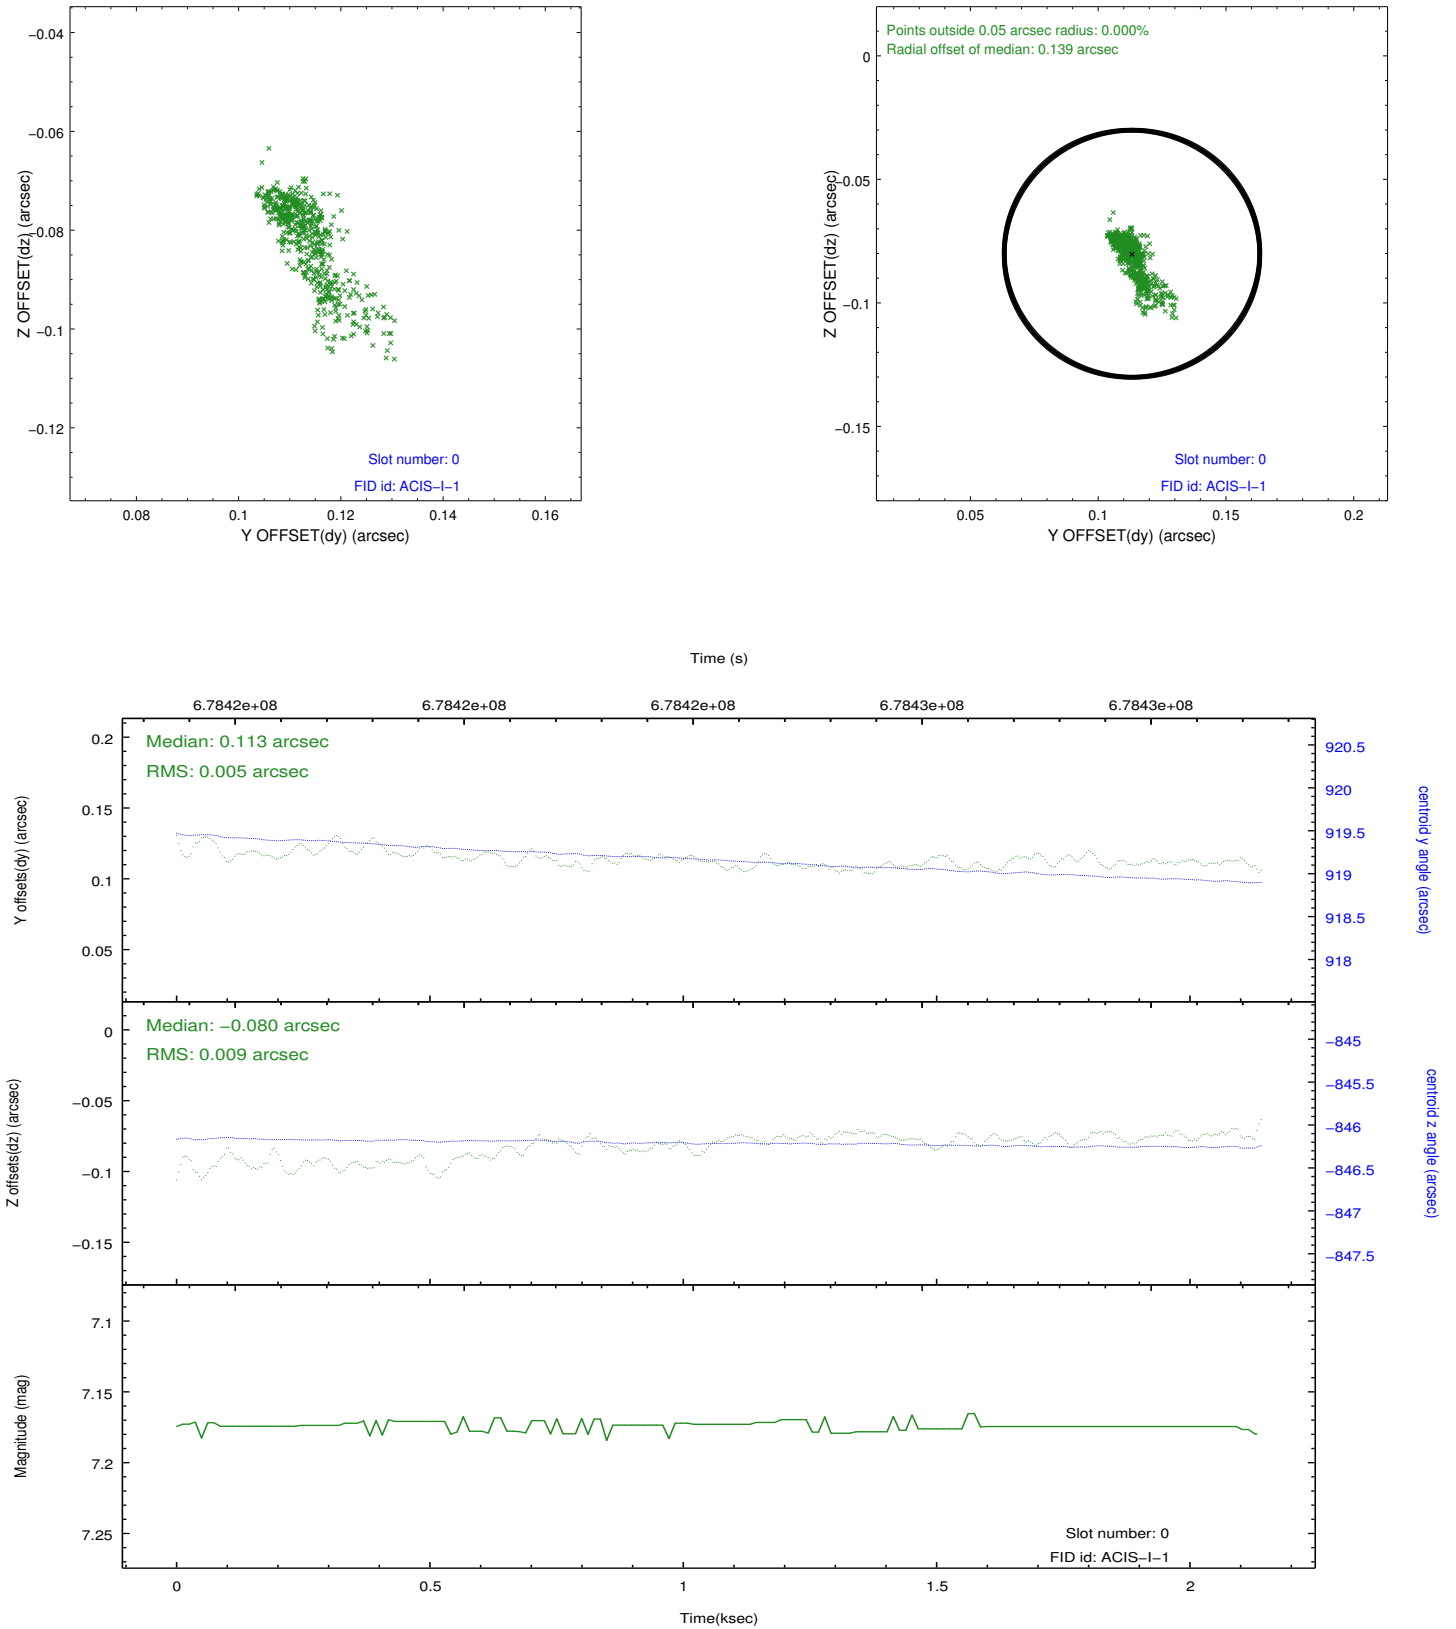 −0.04
−0.06
−0.08
−0.1
−0.12
Z OFFSET(dz) (arcsec)
Slot number: 0
FID id: ACIS−I−1
0.08
0.1
0.12
0.14
0.16
Y OFFSET(dy) (arcsec)
Points outside 0.05 arcsec radius: 0.000%
Radial offset of median: 0.139 arcsec
0
−0.05
−0.1
−0.15
Z OFFSET(dz) (arcsec)
Slot number: 0
FID id: ACIS−I−1
0.05
0.1
0.15
0.2
Y OFFSET(dy) (arcsec)
Time (s)
6.7842e+08
6.7842e+08
6.7842e+08
6.7843e+08
6.7843e+08
Median: 0.113 arcsec
RMS: 0.005 arcsec
0.2
0.15
0.1
0.05
Y offsets(dy) (arcsec)
920.5
920
919.5
919
918.5
918
centroid y angle (arcsec)
Median: −0.080 arcsec
RMS: 0.009 arcsec
0
−0.05
−0.1
−0.15
Z offsets(dz) (arcsec)
−845
−845.5
−846
−846.5
−847
−847.5
centroid z angle (arcsec)
7.1
7.15
7.2
7.25
Magnitude (mag)
Slot number: 0
FID id: ACIS−I−1
0
0.5
1
1.5
2
Time(ksec)